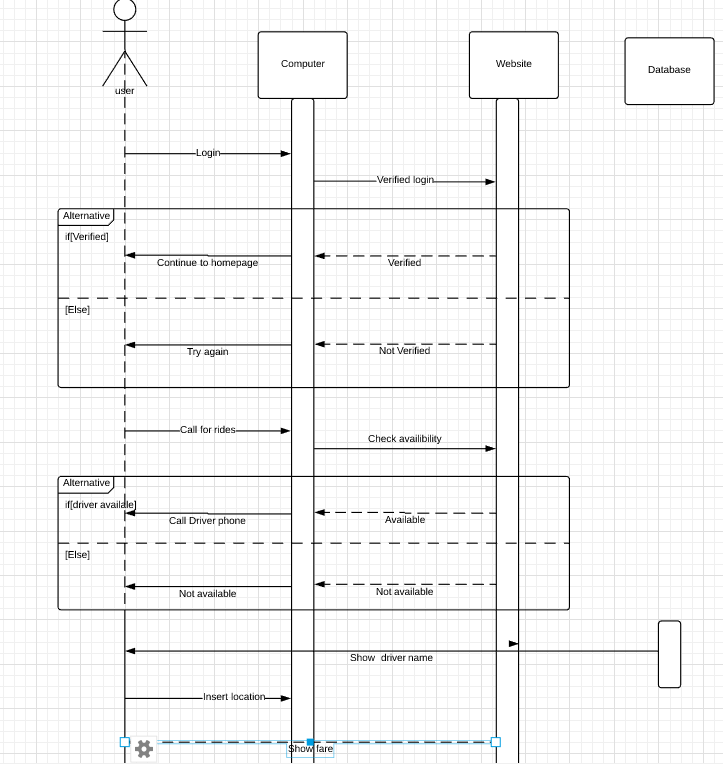 user
Computer
Website
Database
Login
Verified login
Alternative
if[Verified]
Continue to homepage
Verified
[Else]
Try again
Not Verified
Call for rides
Check availibility
Alternative
if[driver availale]
Call Driver phone
Available
[Else]
Not available
Not available
Show driver name
Insert location
Show fare